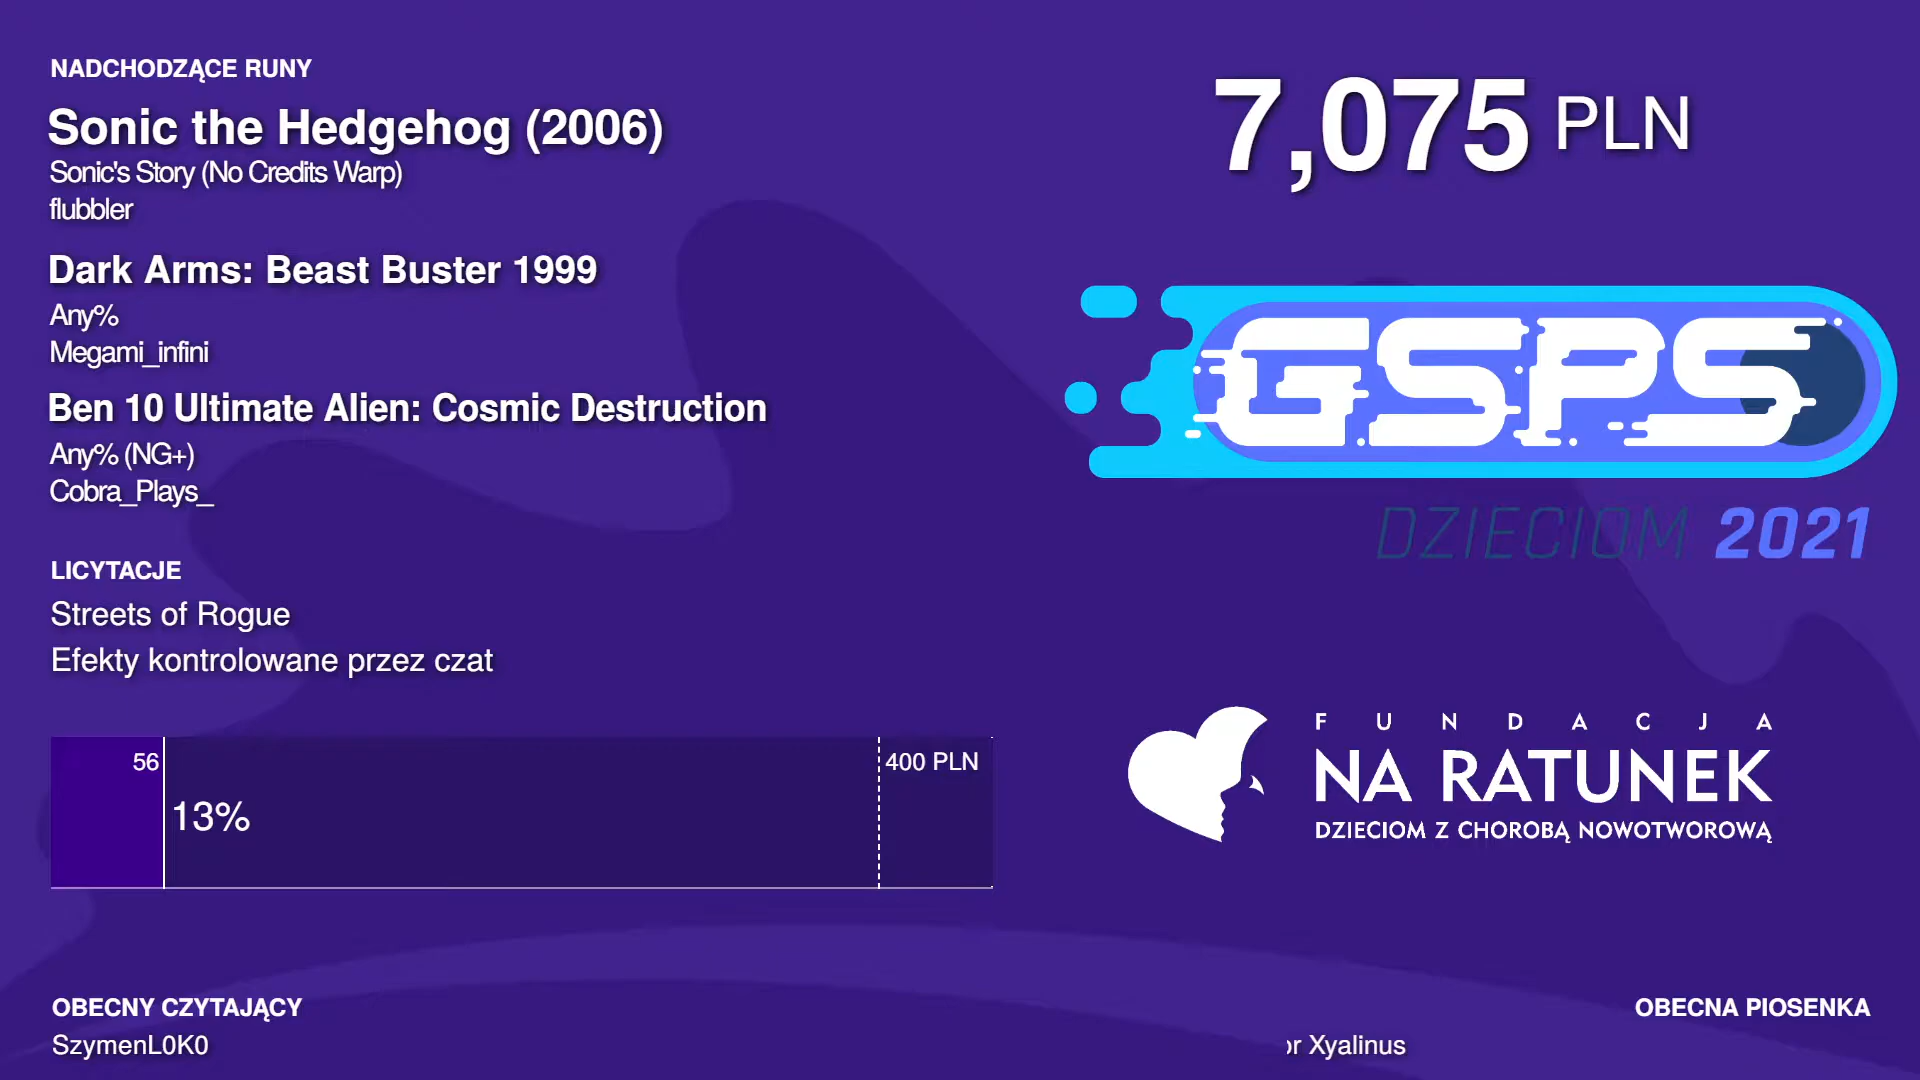 NADCHODZĄCE RUNY
Sonic the Hedgehog (2006)
Sonic's Story (No Credits Warp)
flubbler
Dark Arms: Beast Buster 1999
Any%
Megami_infini
Ben 10 Ultimate Alien: Cosmic Destruction
Any% (NG+)
Cobra_Plays_
LICYTACJE
Streets of Rogue
Efekty kontrolowane przez czat
56
400 PLN
13%
OBECNY CZYTAJĄCY
SzymenL0K0
7,075 PLN
GSPS
DZIECIOM 2021
FUNDACJA
NA RATUNEK
DZIECIOM Z CHOROBĄ NOWOTWOROWĄ
OBECNA PIOSENKA
Xyalinus